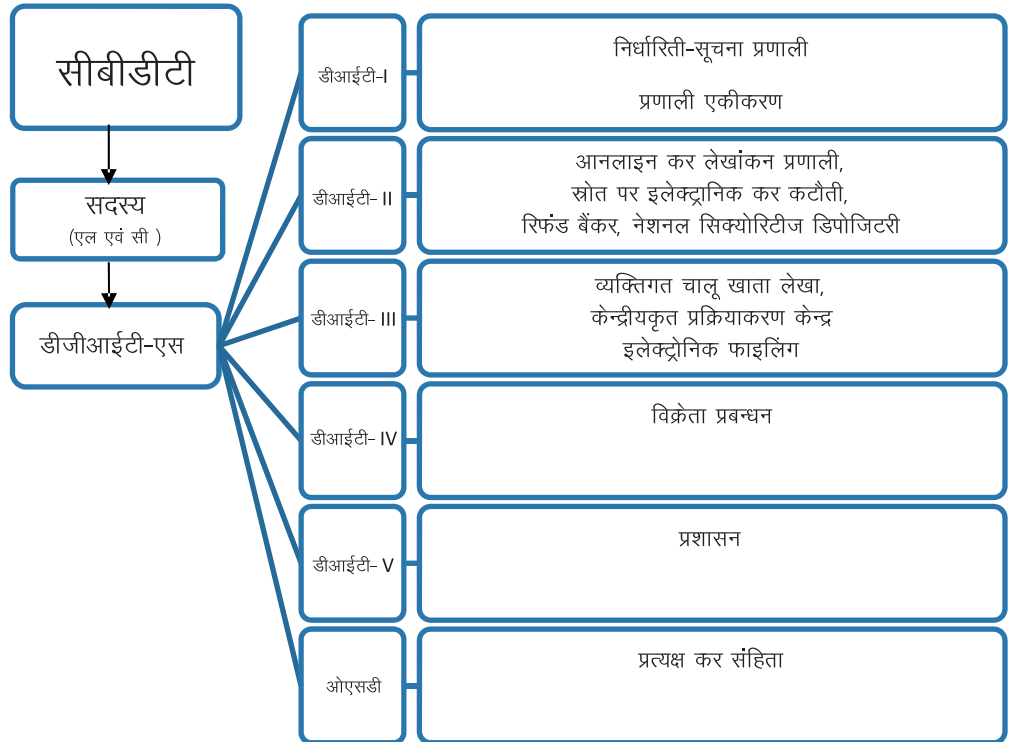 सीबीडीटी
सदस्य
(एल एवं सी )
डीजीआईटी-एस
डीआईटी-I
निर्धारिती-सूचना प्रणाली
प्रणाली एकीकरण
डीआईटी- II
आनलाइन कर लेखांकन प्रणाली,
स्रोत पर इलेक्ट्रानिक कर कटौती,
रिफंड बैंकर, नेशनल सिक्योरिटीज डिपोजिटरी
डीआईटी- III
व्यक्तिगत चालू खाता लेखा,
केन्द्रीयकृत प्रक्रियाकरण केन्द्र
इलेक्ट्रोनिक फाइलिंग
डीआईटी- IV
विक्रेता प्रबन्धन
डीआईटी- V
प्रशासन
ओएसडी
प्रत्यक्ष कर संहिता